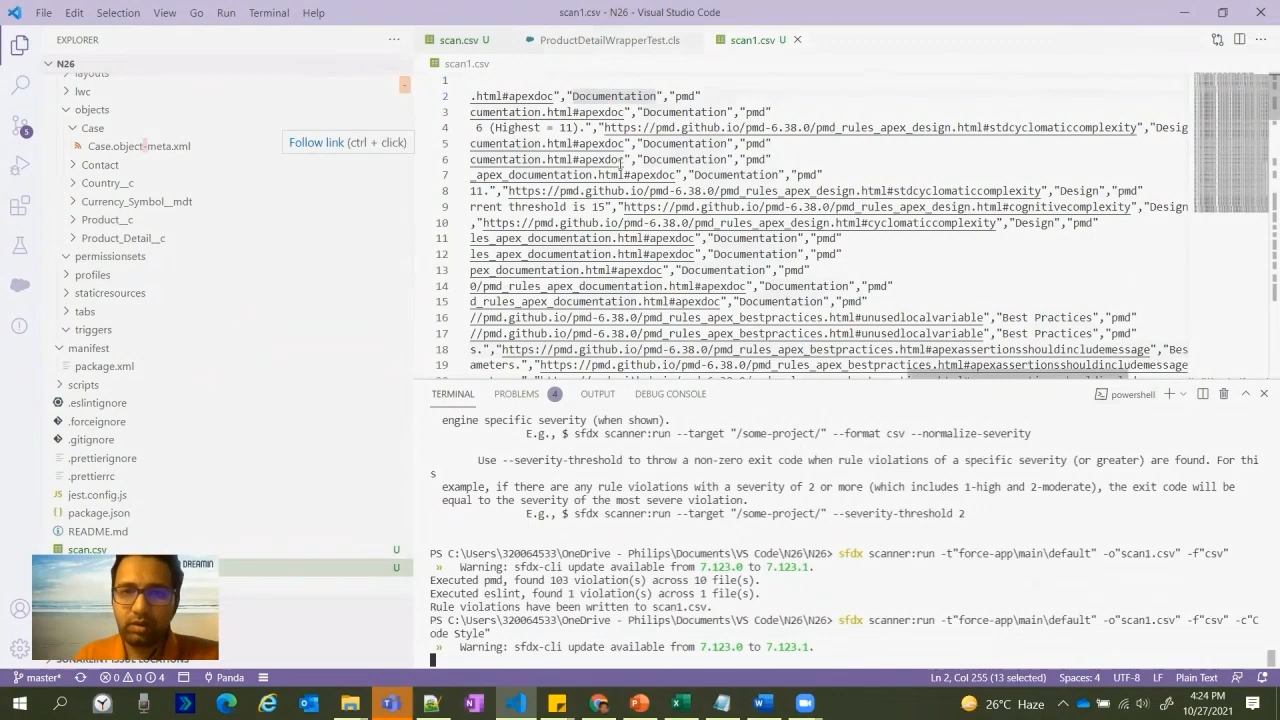 File Edit Selection View Go Run Terminal Help
scan1.csv - N26 - Visual Studio Code
EXPLORER
scan.csv U
ProductDetailWrapperTest.cls
scan1.csv U
N26
scan1.csv
layouts
lwc
objects
Case
Case.object-meta.xml
Follow link (ctrl + click)
Contact
Country__c
Currency_Symbol__mdt
Product__c
Product_Detail__c
permissionsets
profiles
staticresources
tabs
triggers
manifest
package.xml
scripts
.eslintignore
.forceignore
.gitignore
.prettierignore
.prettierrc
jest.config.js
package.json
README.md
scan.csv U
U
DREAMIN
SONARLINT ISSUE LOCATIONS
1
2 .html#apexdoc","Documentation","pmd"
3 cumentation.html#apexdoc","Documentation","pmd"
4 6 (Highest = 11).","https://pmd.github.io/pmd-6.38.0/pmd_rules_apex_design.html#stdcyclomaticcomplexity","Desig
5 cumentation.html#apexdoc","Documentation","pmd"
6 cumentation.html#apexdoc","Documentation","pmd"
7 _apex_documentation.html#apexdoc","Documentation","pmd"
8 11.","https://pmd.github.io/pmd-6.38.0/pmd_rules_apex_design.html#stdcyclomaticcomplexity","Design","pmd"
9 rrent threshold is 15","https://pmd.github.io/pmd-6.38.0/pmd_rules_apex_design.html#cognitivecomplexity","Design
10 ,"https://pmd.github.io/pmd-6.38.0/pmd_rules_apex_design.html#cyclomaticcomplexity","Design","pmd"
11 les_apex_documentation.html#apexdoc","Documentation","pmd"
12 les_apex_documentation.html#apexdoc","Documentation","pmd"
13 pex_documentation.html#apexdoc","Documentation","pmd"
14 0/pmd_rules_apex_documentation.html#apexdoc","Documentation","pmd"
15 d_rules_apex_documentation.html#apexdoc","Documentation","pmd"
16 //pmd.github.io/pmd-6.38.0/pmd_rules_apex_bestpractices.html#unusedlocalvariable","Best Practices","pmd"
17 //pmd.github.io/pmd-6.38.0/pmd_rules_apex_bestpractices.html#unusedlocalvariable","Best Practices","pmd"
18 s.","https://pmd.github.io/pmd-6.38.0/pmd_rules_apex_bestpractices.html#apexassertionsshouldincludemessage","Bes
19 ameters.","https://pmd.github.io/pmd-6.38.0/pmd_rules_apex_bestpractices.html#apexassertionsshouldincludemessage
TERMINAL PROBLEMS 4 OUTPUT DEBUG CONSOLE
powershell
engine specific severity (when shown).
E.g., $ sfdx scanner:run --target "/some-project/" --format csv --normalize-severity
Use --severity-threshold to throw a non-zero exit code when rule violations of a specific severity (or greater) are found. For thi
s
example, if there are any rule violations with a severity of 2 or more (which includes 1-high and 2-moderate), the exit code will be
equal to the severity of the most severe violation.
E.g., $ sfdx scanner:run --target "/some-project/" --severity-threshold 2
PS C:\Users\320064533\OneDrive - Philips\Documents\VS Code\N26\N26> sfdx scanner:run -t"force-app\main\default" -o"scan1.csv" -f"csv"
» Warning: sfdx-cli update available from 7.123.0 to 7.123.1.
Executed pmd, found 103 violation(s) across 10 file(s).
Executed eslint, found 1 violation(s) across 1 file(s).
Rule violations have been written to scan1.csv.
PS C:\Users\320064533\OneDrive - Philips\Documents\VS Code\N26\N26> sfdx scanner:run -t"force-app\main\default" -o"scan1.csv" -f"csv" -c"C
ode Style"
» Warning: sfdx-cli update available from 7.123.0 to 7.123.1.
master* 0 0 4 Panda
Ln 2, Col 255 (13 selected) Spaces: 4 UTF-8 LF Plain Text
26°C Haze
4:24 PM
10/27/2021